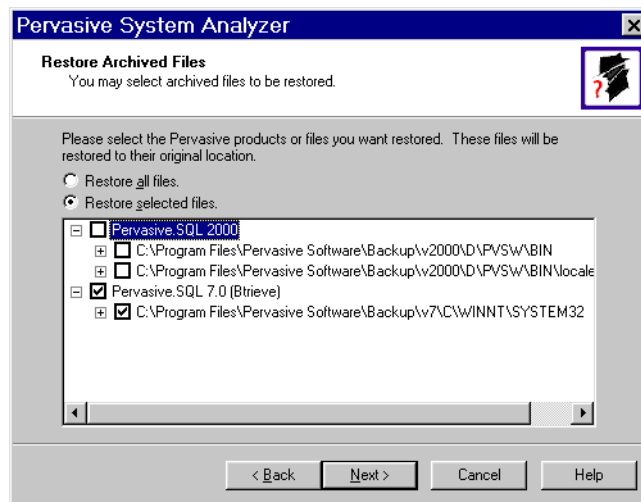 Pervasive System Analyzer
Restore Archived Files
You may select archived files to be restored.
?
Please select the Pervasive products or files you want restored.  These files will be
restored to their original location.
Restore all files.
Restore selected files.
Pervasive.SQL 2000
C:\Program Files\Pervasive Software\Backup\v2000\D\PVSW\BIN
C:\Program Files\Pervasive Software\Backup\v2000\D\PVSW\BIN\locale
Pervasive.SQL 7.0 (Btrieve)
C:\Program Files\Pervasive Software\Backup\v7\C\WINNT\SYSTEM32
< Back
Next >
Cancel
Help